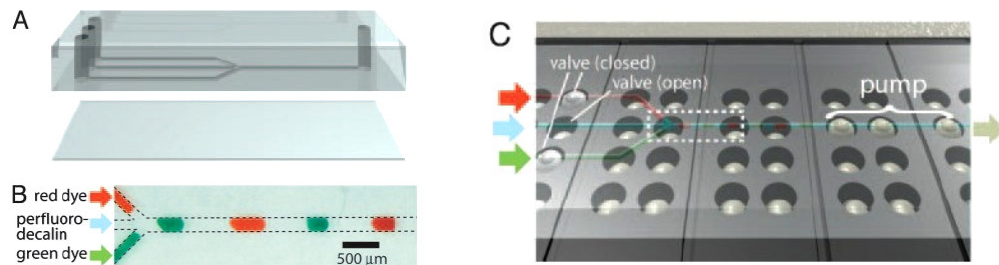 A
B
red dye
perfluoro-
decalin
green dye
500 µm
C
valve (closed)
valve (open)
pump